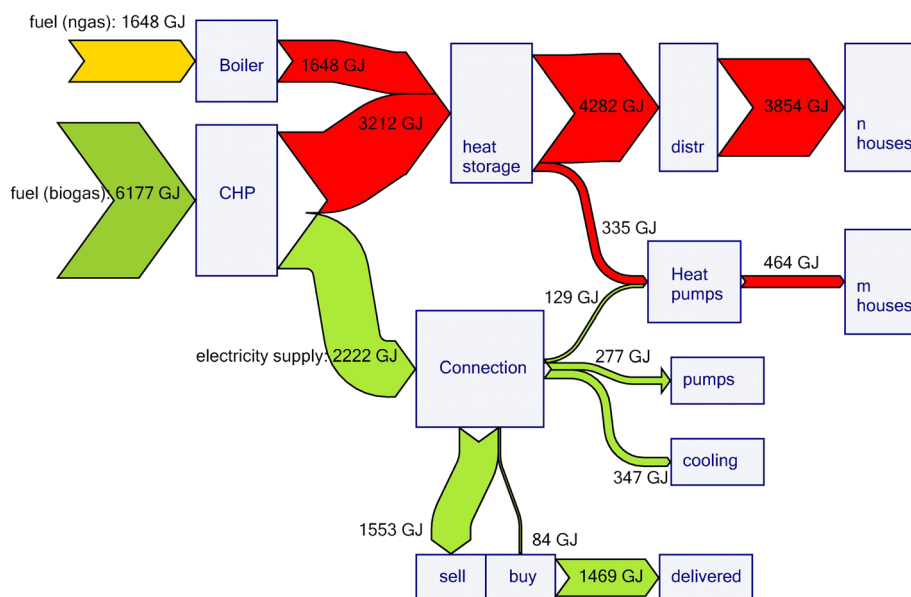 fuel (ngas): 1648 GJ
Boiler
1648 GJ
3212 GJ
heat
storage
4282 GJ
distr
3854 GJ
n
houses
fuel (biogas): 6177 GJ
CHP
335 GJ
Heat
pumps
464 GJ
m
houses
129 GJ
electricity supply: 2222 GJ
Connection
277 GJ
pumps
cooling
347 GJ
1553 GJ
84 GJ
sell
buy
1469 GJ
delivered